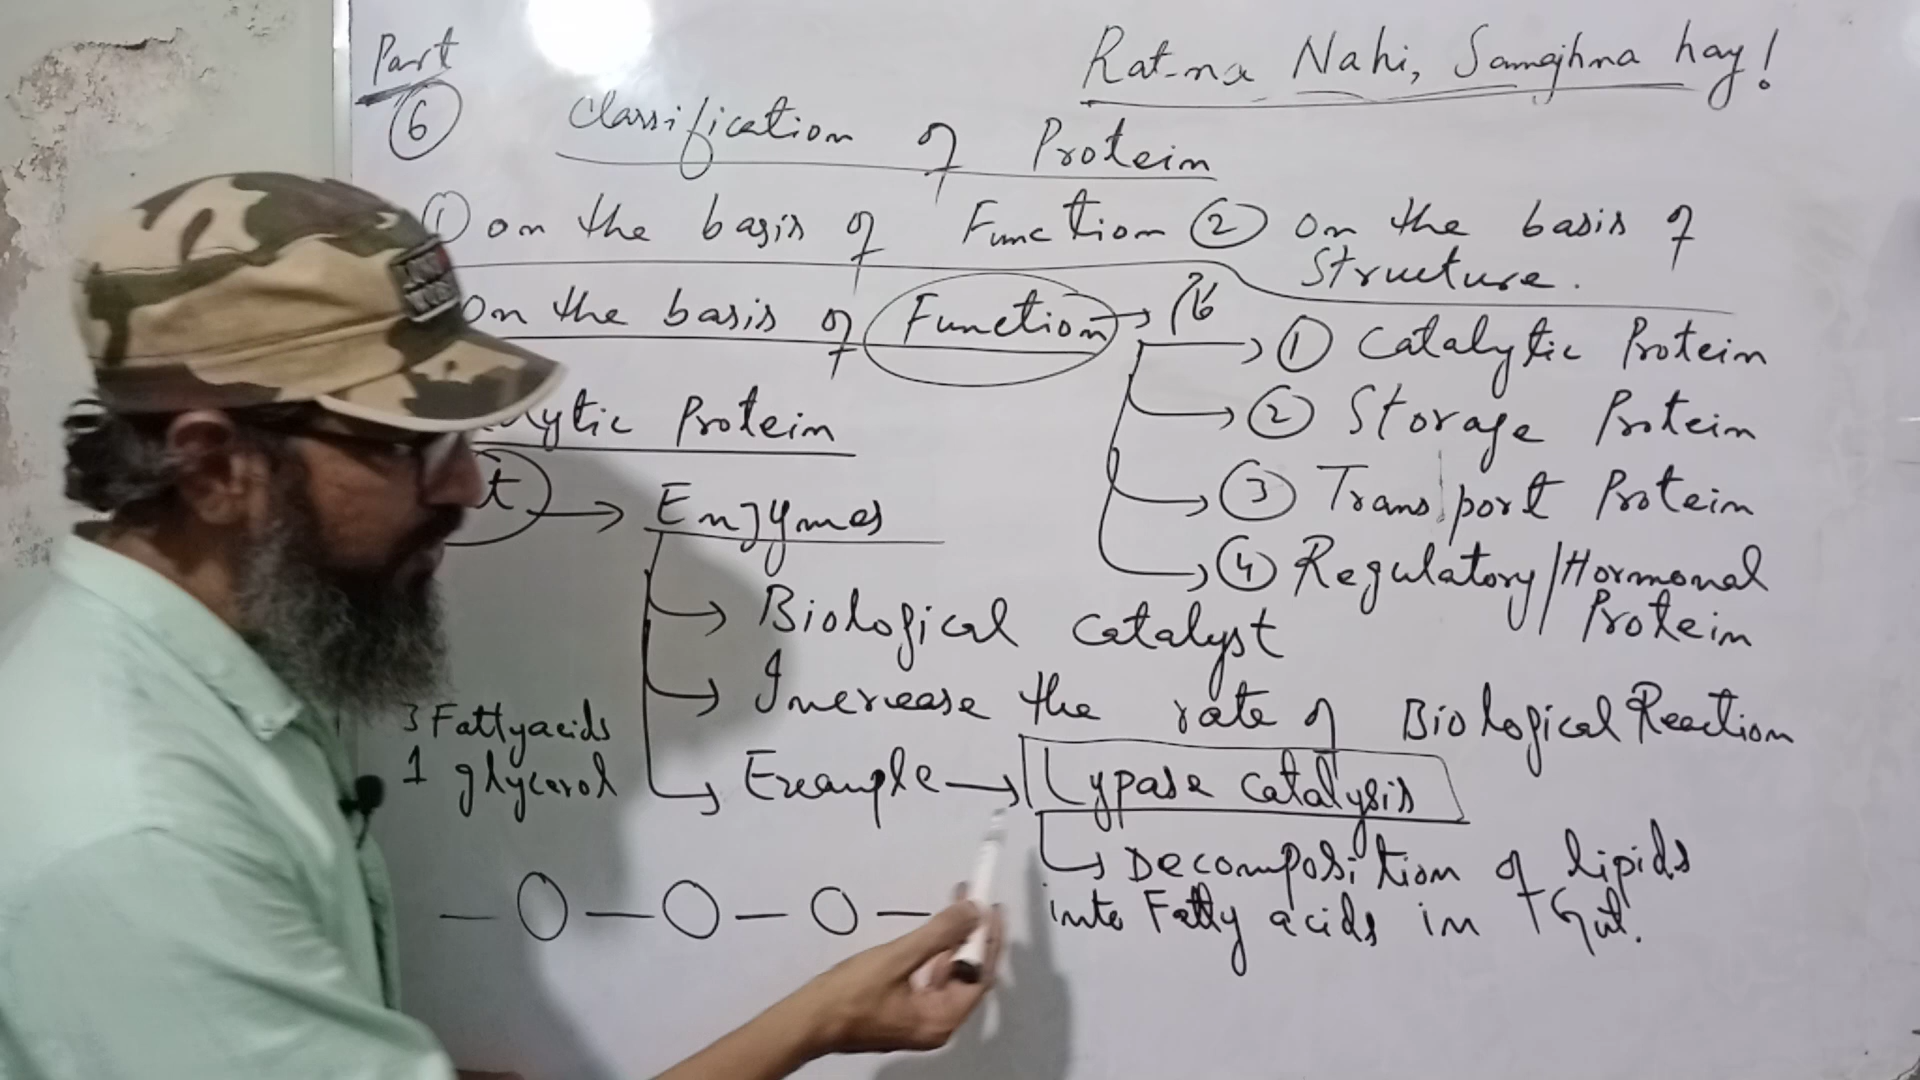 Part
6
Rat-na Nahi, Samajhna hay!
Classification of Protein
① on the basis of Function ② on the basis of
Structure.
on the basis of Function →
① Catalytic Protein
② Storage Protein
③ Transport Protein
④ Regulatory/Hormonal
Protein
lytic Protein
t → Enzymes
Biological catalyst
Increase the rate of Biological Reaction
Example → Lypase catalysis
Decomposition of lipids
into Fatty acids in Gut.
3 Fattyacids
1 glycerol